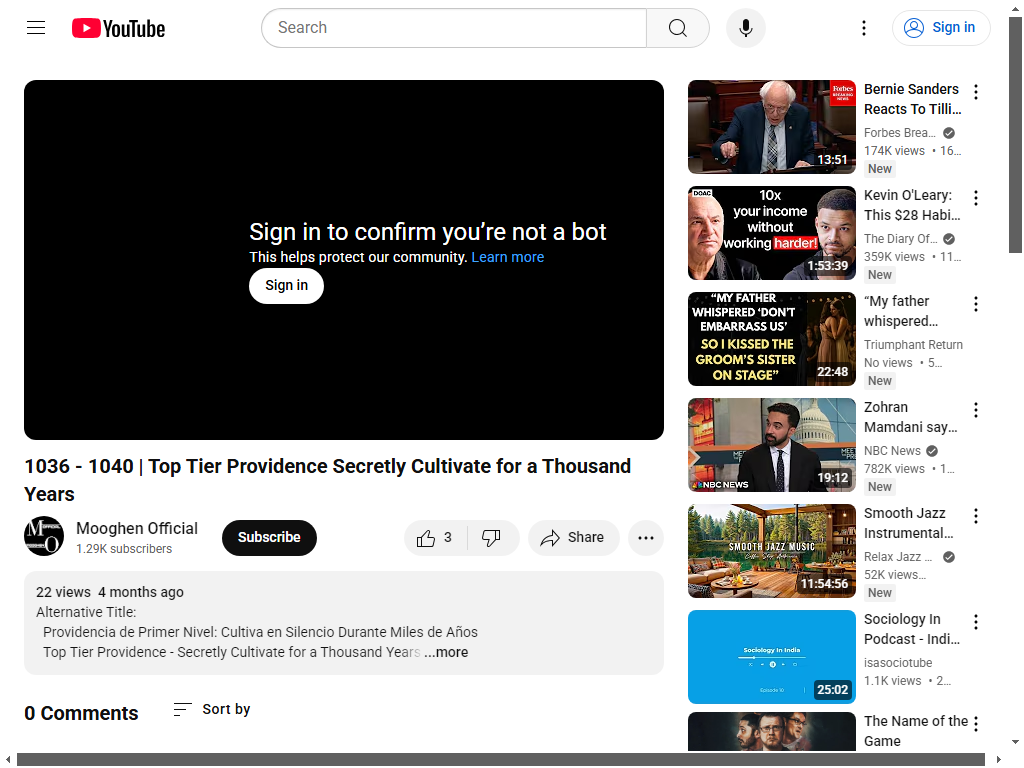 YouTube
Search
Sign in
Sign in to confirm you're not a bot
This helps protect our community. Learn more
Sign in
1036 - 1040 | Top Tier Providence Secretly Cultivate for a Thousand
Years
Mooghen Official
1.29K subscribers
Subscribe
3
Share
22 views 4 months ago
Alternative Title:
Providencia de Primer Nivel: Cultiva en Silencio Durante Miles de Años
Top Tier Providence - Secretly Cultivate for a Thousand Years ...more
0 Comments
Sort by
Forbes
BREAKING
NEWS
13:51
Bernie Sanders
Reacts To Tilli...
Forbes Brea...
174K views • 16...
New
DOAC
10x
your income
without
working harder!
1:53:39
Kevin O'Leary:
This $28 Habi...
The Diary Of...
359K views • 11...
New
"MY FATHER
WHISPERED 'DON'T
EMBARRASS US'
SO I KISSED THE
GROOM'S SISTER
ON STAGE"
22:48
“My father
whispered...
Triumphant Return
No views • 5...
New
NBC NEWS
19:12
Zohran
Mamdani say...
NBC News
782K views • 1...
New
SMOOTH JAZZ MUSIC
11:54:56
Smooth Jazz
Instrumental...
Relax Jazz ...
52K views...
New
Sociology In India
Episode 10
25:02
Sociology In
Podcast - Indi...
isasociotube
1.1K views • 2...
The Name of the
Game